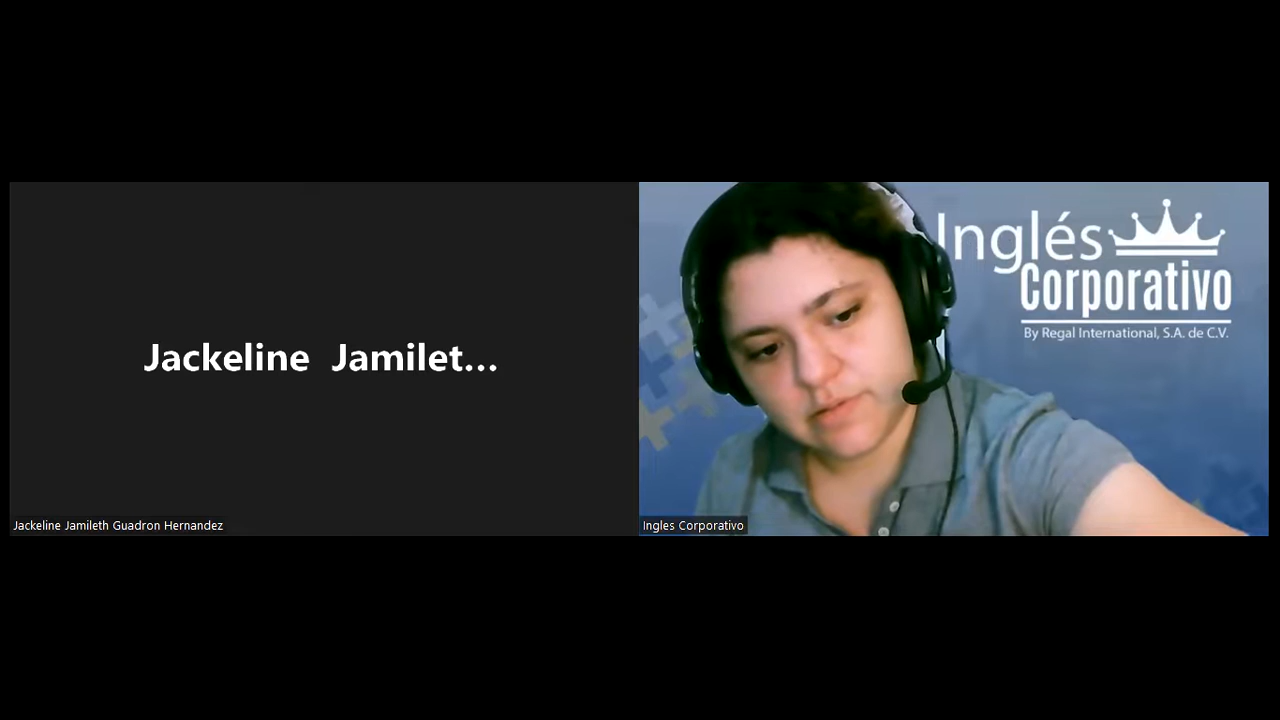 Jackeline Jamilet...
Jackeline Jamileth Guadron Hernandez
Inglés
Corporativo
By Regal International, S.A. de C.V.
Ingles Corporativo